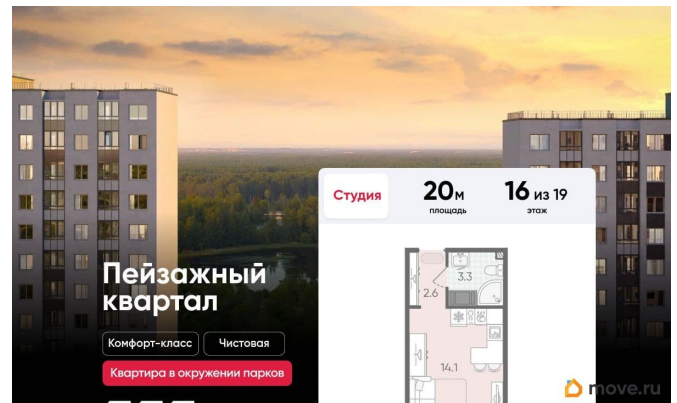 Студия
20м
площадь
16 из 19
этаж
Пейзажный
квартал
Комфорт-класс
Чистовая
Квартира в окружении парков
3.3
2.6
14.1
move.ru